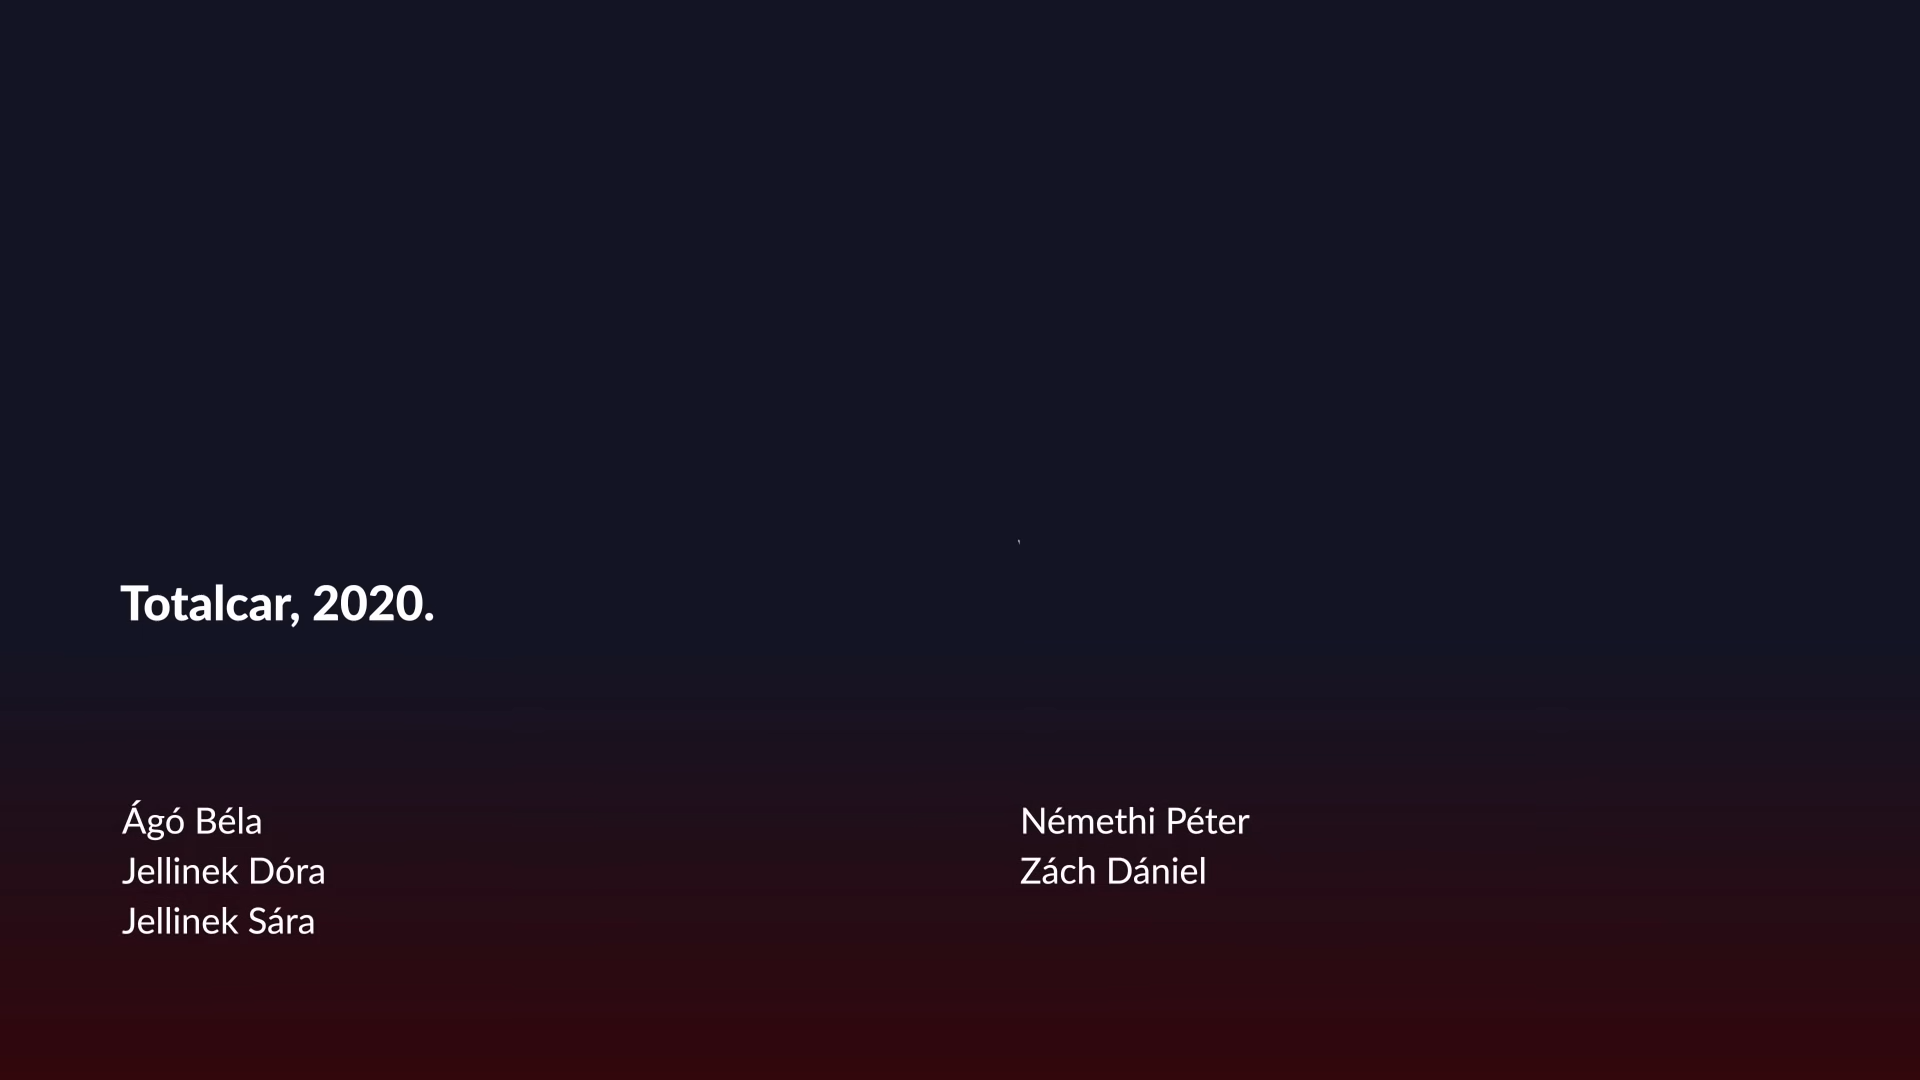 Totalcar, 2020.
Ágó Béla
Jellinek Dóra
Jellinek Sára
Némethi Péter
Zách Dániel